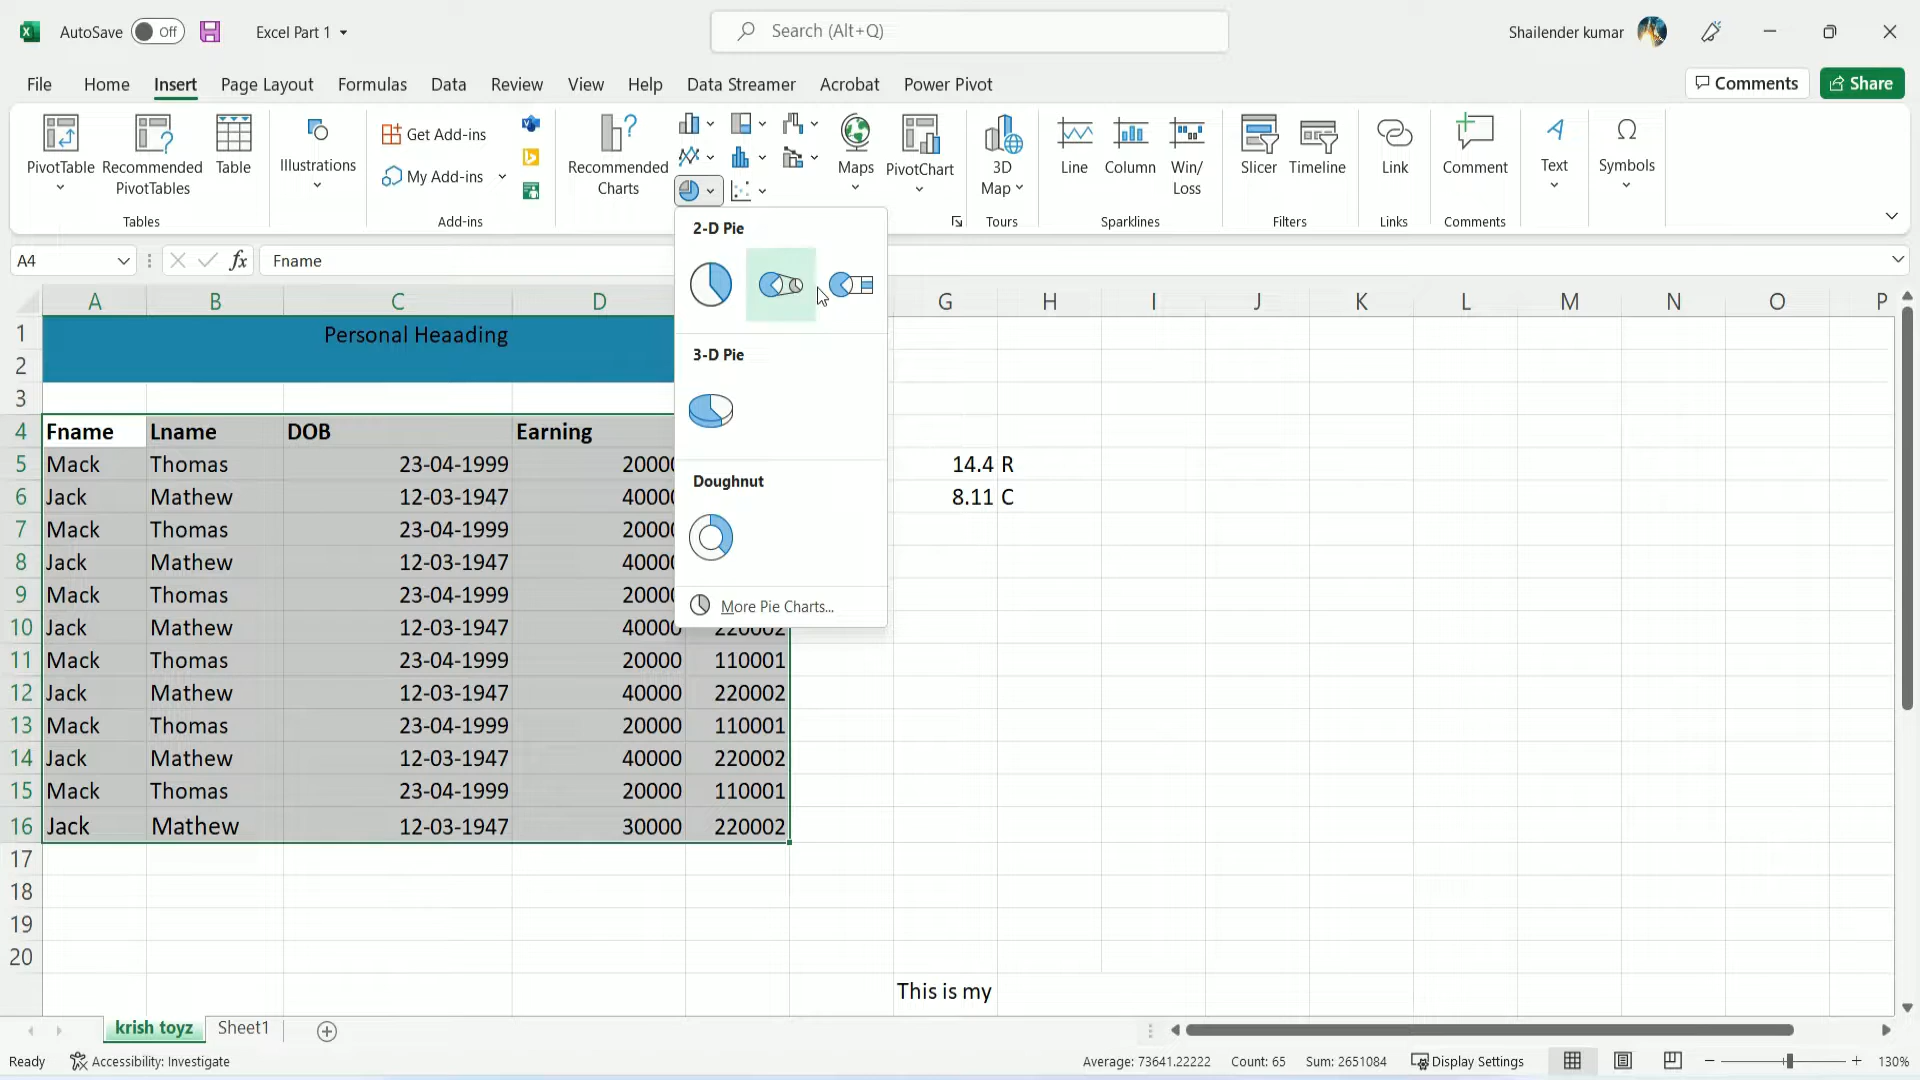 AutoSave Off Excel Part 1 Search (Alt+Q) Shailender kumar
File Home Insert Page Layout Formulas Data Review View Help Data Streamer Acrobat Power Pivot Comments Share
PivotTable Recommended PivotTables Table
Tables
Illustrations
Get Add-ins
My Add-ins
Add-ins
Recommended Charts
Maps PivotChart
3D Map
Tours
Line Column Win/Loss
Sparklines
Slicer Timeline
Filters
Link
Links
Comment
Comments
Text
Symbols
2-D Pie
3-D Pie
Doughnut
More Pie Charts...
A4 fx Fname
A B C D G H I J K L M N O P
1 Personal Heaading
2
3
4 Fname Lname DOB Earning
5 Mack Thomas 23-04-1999 20000 14.4 R
6 Jack Mathew 12-03-1947 40000 8.11 C
7 Mack Thomas 23-04-1999 20000
8 Jack Mathew 12-03-1947 40000
9 Mack Thomas 23-04-1999 20000
10 Jack Mathew 12-03-1947 40000 220002
11 Mack Thomas 23-04-1999 20000 110001
12 Jack Mathew 12-03-1947 40000 220002
13 Mack Thomas 23-04-1999 20000 110001
14 Jack Mathew 12-03-1947 40000 220002
15 Mack Thomas 23-04-1999 20000 110001
16 Jack Mathew 12-03-1947 30000 220002
17
18
19
20
This is my
krish toyz Sheet1
Ready Accessibility: Investigate Average: 73641.22222 Count: 65 Sum: 2651084 Display Settings 130%